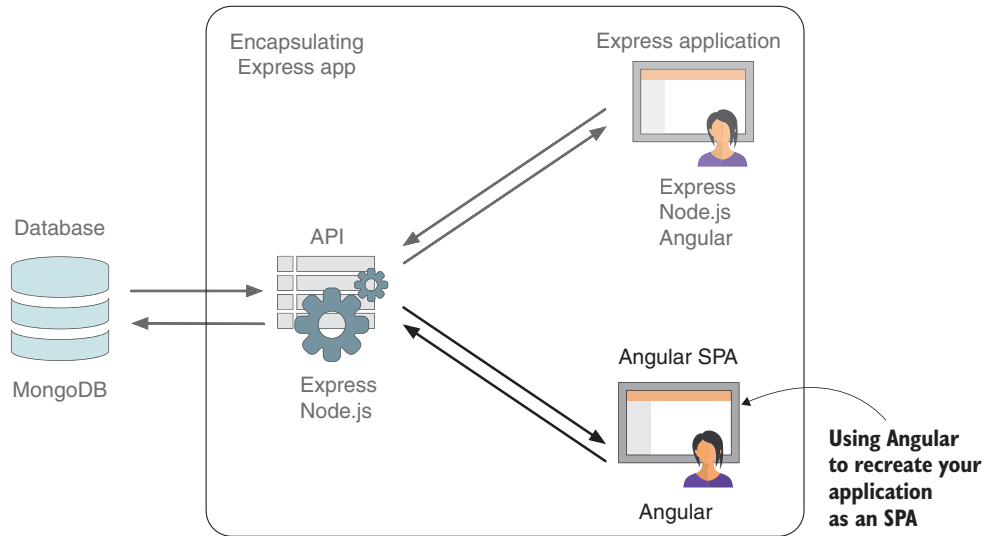 Encapsulating
Express app
Express application
Express
Node.js
Angular
Database
MongoDB
API
Express
Node.js
Angular SPA
Angular
Using Angular
to recreate your
application
as an SPA